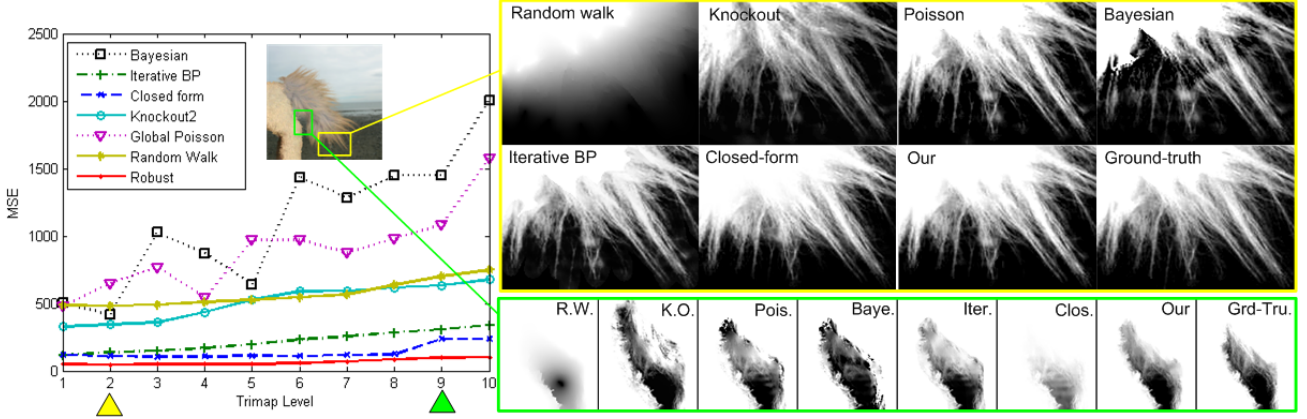 2500
2000
1500
1000
500
0
MSE
1 2 3 4 5 6 7 8 9 10
Trimap Level
Bayesian
Iterative BP
Closed form
Knockout2
Global Poisson
Random Walk
Robust
Random walk Knockout Poisson Bayesian
Iterative BP Closed-form Our Ground-truth
R.W. K.O. Pois. Baye. Iter. Clos. Our Grd-Tru.